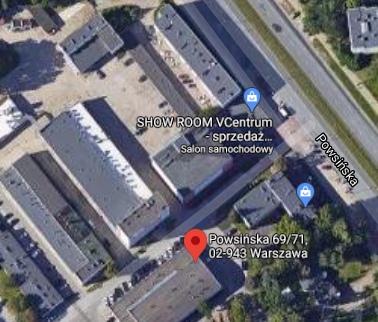 SHOW ROOM VCentrum
- sprzedaż...
Salon samochodowy
Powsińska
Powsińska 69/71,
02-943 Warszawa